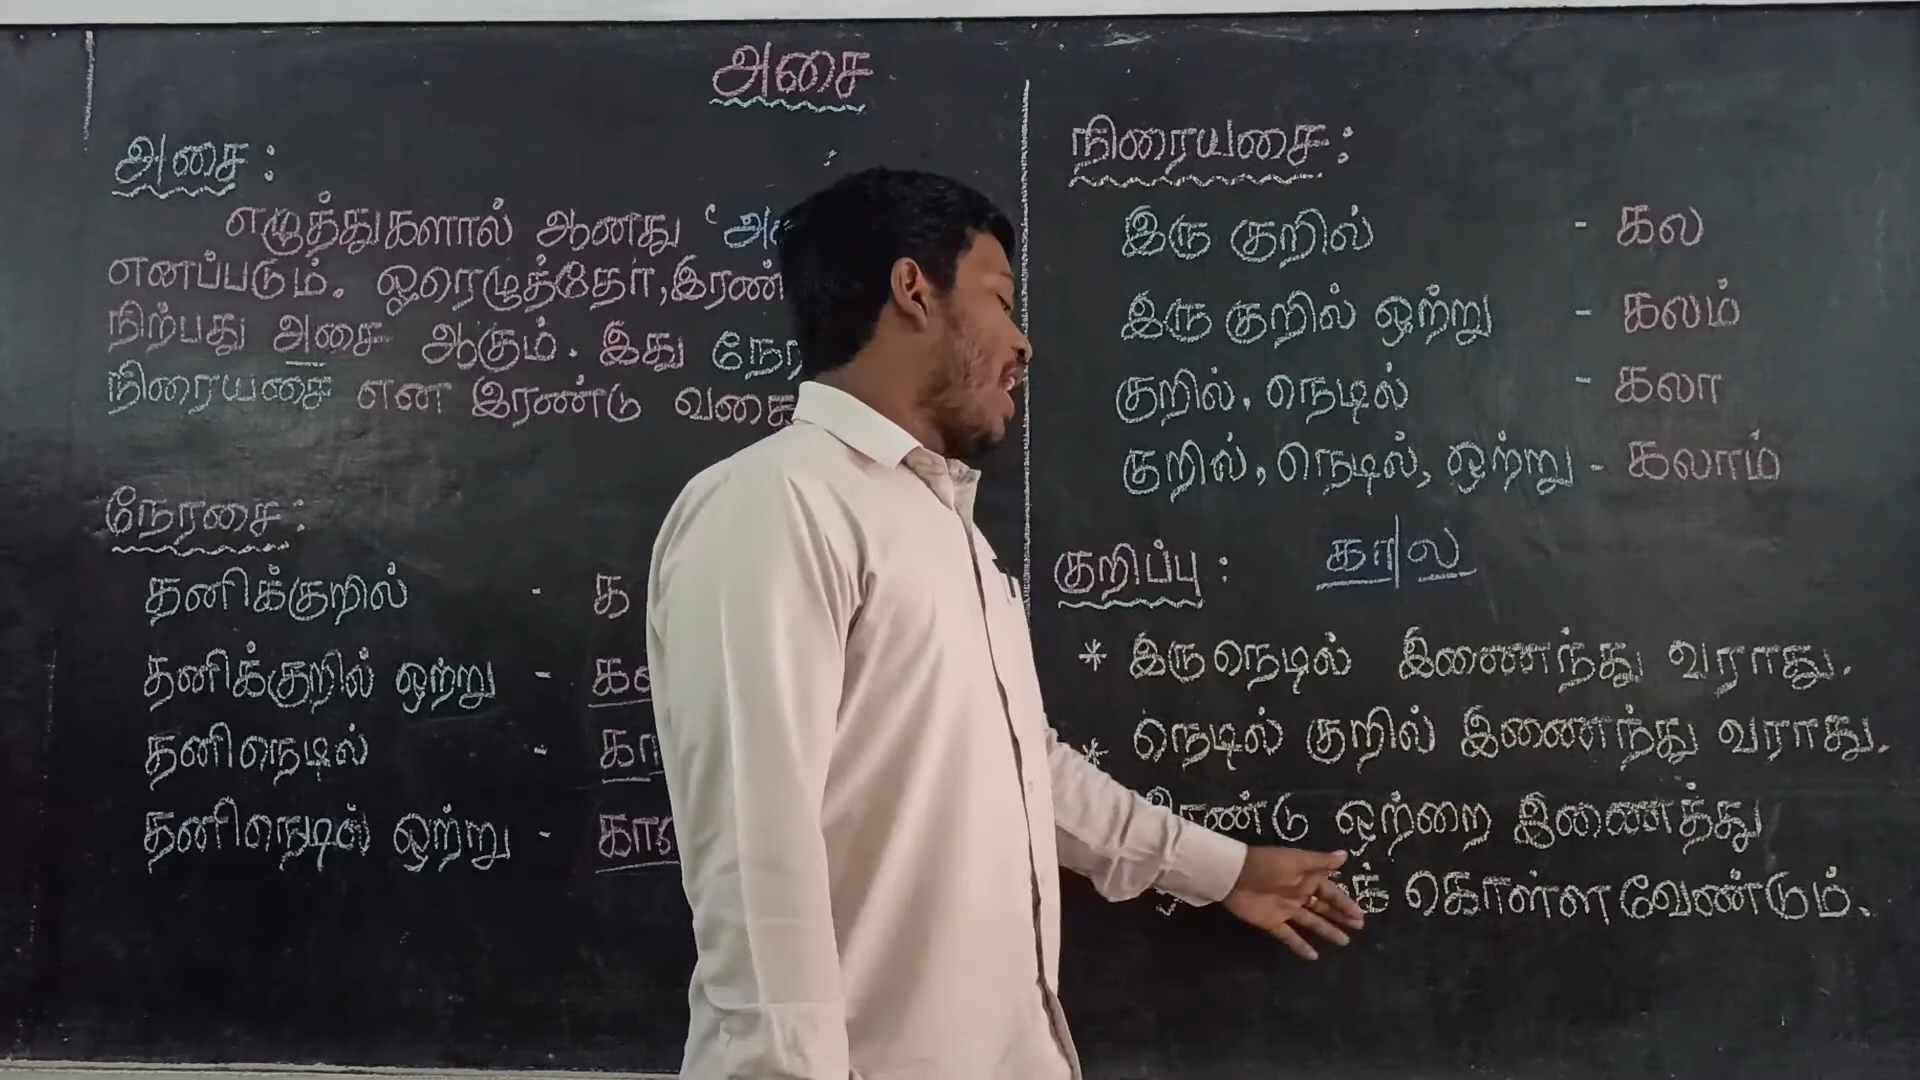 அசை
அசை :
எழுத்துகளால் ஆனது
எனப்படும். ஓரெழுத்தோ,
நிற்பது அசை ஆகும். இது
நிரையசை என இரண்டு
நேரசை:
தனிக்குறில் -
தனிக்குறில் ஒற்று -
தனிநெடில் -
தனிநெடில் ஒற்று -
நிரையசை :
இரு குறில் - கல
இரு குறில் ஒற்று - கலம்
குறில், நெடில் - கலா
குறில், நெடில், ஒற்று - கலாம்
குறிப்பு : கா|ல
* இருநெடில் இணைந்து வராது.
* நெடில் குறில் இணைந்து வராது.
ஒற்றை இணைத்து
கொள்ளவேண்டும்.